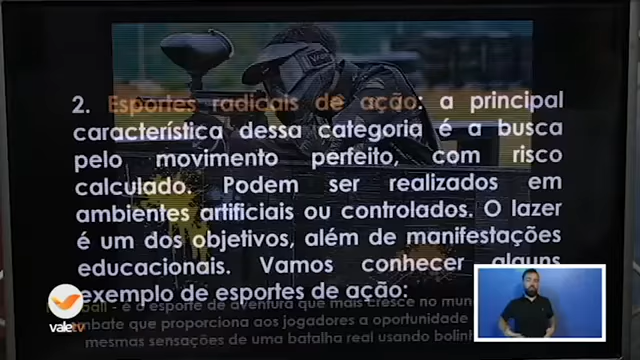 2. Esportes radicais de ação: a principal
característica dessa categoria é a busca
pelo movimento perfeito, com risco
calculado. Podem ser realizados em
ambientes artificiais ou controlados. O lazer
é um dos objetivos, além de manifestações
educacionais. Vamos conhecer alguns
exemplo de esportes de ação:
ball - é o esporte de aventura que mais cresce no
mbate que proporciona aos jogadores a oportunidade
mesmas sensações de uma batalha real usando
valetv